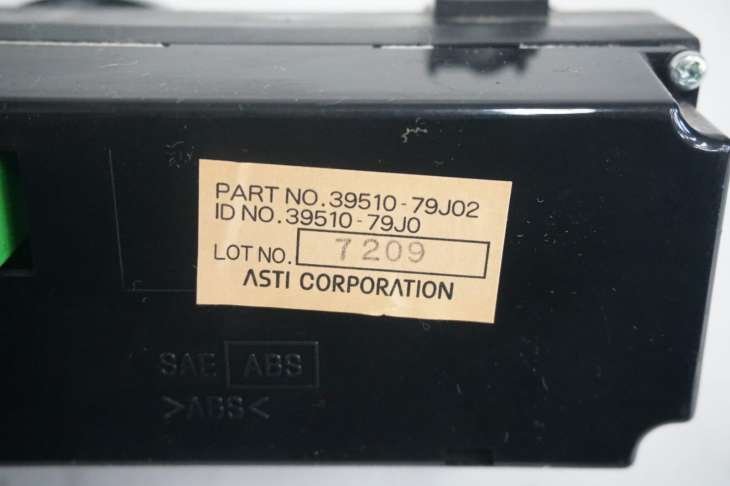 PART NO.39510-79J02
ID NO.39510-79J0
LOT NO. 7209
ASTI CORPORATION
SAE ABS
>ABS<